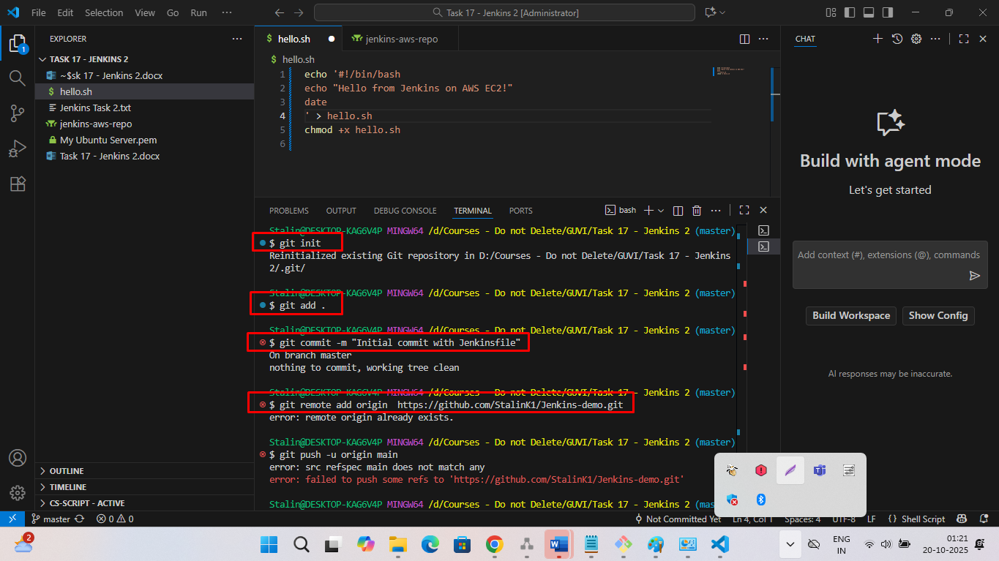 File Edit Selection View Go Run ···
Task 17 - Jenkins 2 [Administrator]
EXPLORER ···
1
TASK 17 - JENKINS 2
~$sk 17 - Jenkins 2.docx
$ hello.sh
Jenkins Task 2.txt
jenkins-aws-repo
My Ubuntu Server.pem
Task 17 - Jenkins 2.docx
OUTLINE
TIMELINE
CS-SCRIPT - ACTIVE
$ hello.sh
jenkins-aws-repo
$ hello.sh
1 echo '#!/bin/bash
2 echo "Hello from Jenkins on AWS EC2!"
3 date
4 ' > hello.sh
5 chmod +x hello.sh
6
PROBLEMS OUTPUT DEBUG CONSOLE TERMINAL PORTS
bash
Stalin@DESKTOP-KAG6V4P MINGW64 /d/Courses - Do not Delete/GUVI/Task 17 - Jenkins 2 (master)
$ git init
Reinitialized existing Git repository in D:/Courses - Do not Delete/GUVI/Task 17 - Jenkins
2/.git/
Stalin@DESKTOP-KAG6V4P MINGW64 /d/Courses - Do not Delete/GUVI/Task 17 - Jenkins 2 (master)
$ git add .
Stalin@DESKTOP-KAG6V4P MINGW64 /d/Courses - Do not Delete/GUVI/Task 17 - Jenkins 2 (master)
$ git commit -m "Initial commit with Jenkinsfile"
On branch master
nothing to commit, working tree clean
Stalin@DESKTOP-KAG6V4P MINGW64 /d/Courses - Do not Delete/GUVI/Task 17 - Jenkins 2 (master)
$ git remote add origin  https://github.com/StalinK1/Jenkins-demo.git
error: remote origin already exists.
Stalin@DESKTOP-KAG6V4P MINGW64 /d/Courses - Do not Delete/GUVI/Task 17 - Jenkins 2 (master)
$ git push -u origin main
error: src refspec main does not match any
error: failed to push some refs to 'https://github.com/StalinK1/Jenkins-demo.git'
Stalin@DESKTOP-KAG6V4P MINGW64 /d/Courses - Do not Delete/GUVI/Task 17 - Jenkins 2
CHAT
Build with agent mode
Let's get started
Add context (#), extensions (@), commands
Build Workspace Show Config
AI responses may be inaccurate.
master 0 0
Not Committed Yet Ln 4, Col 1 Spaces: 4 UTF-8 LF {} Shell Script
2
ENG
IN
01:21
20-10-2025